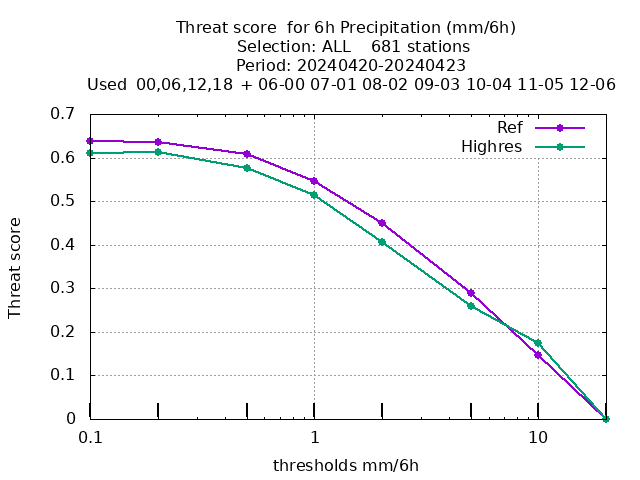 Threat score  for 6h Precipitation (mm/6h)
Selection: ALL    681 stations
Period: 20240420-20240423
Used  00,06,12,18  + 06-00 07-01 08-02 09-03 10-04 11-05 12-06
0.7
0.6
0.5
0.4
0.3
0.2
0.1
0
Threat score
Ref
Highres
0.1
1
10
thresholds mm/6h